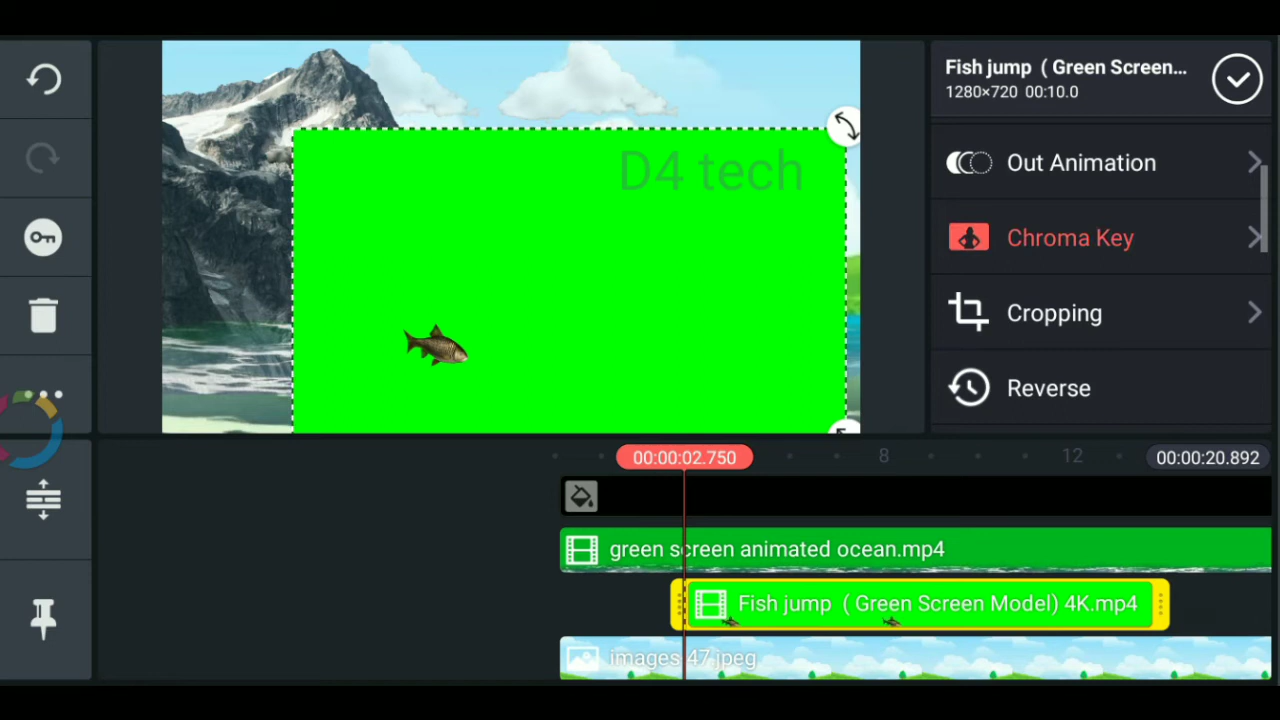 Fish jump ( Green Screen...
1280×720 00:10.0
D4 tech
Out Animation
Chroma Key
Cropping
Reverse
00:00:02.750
8
12
00:00:20.892
green screen animated ocean.mp4
Fish jump ( Green Screen Model) 4K.mp4
images 47.jpeg